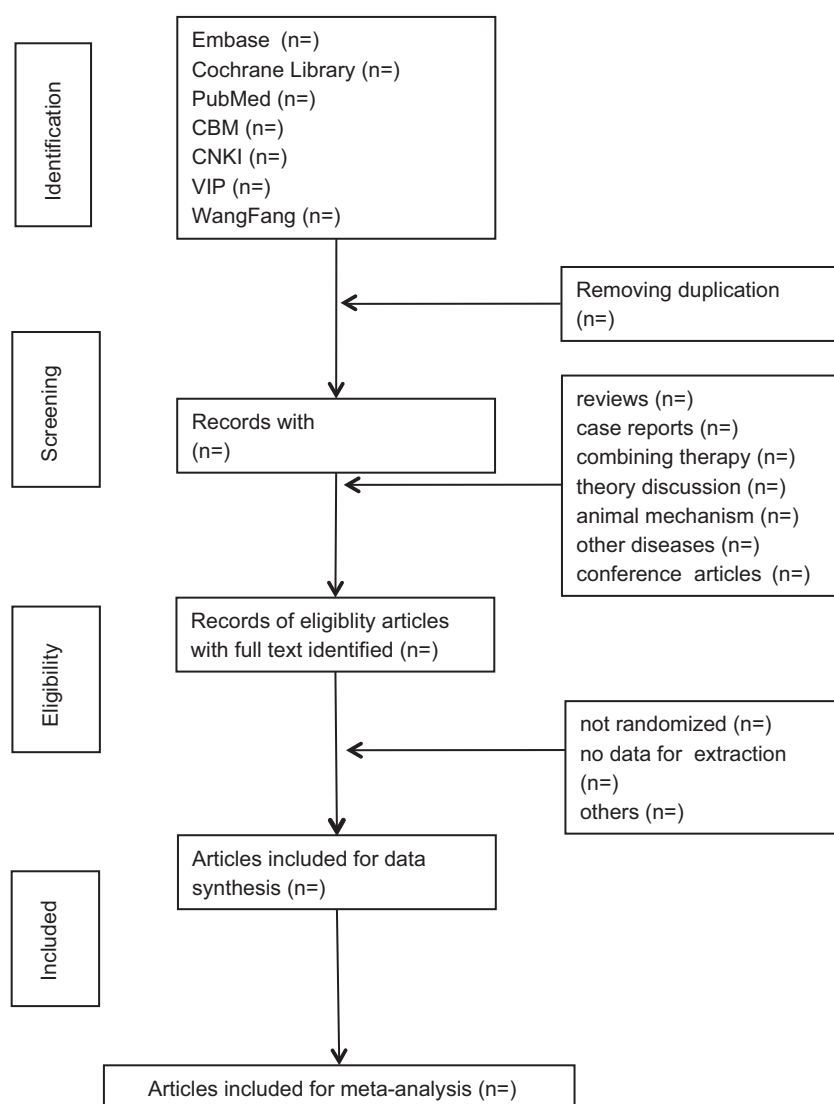 Identification
Embase (n=)
Cochrane Library (n=)
PubMed (n=)
CBM (n=)
CNKI (n=)
VIP (n=)
WangFang (n=)
Removing duplication
(n=)
Screening
Records with
(n=)
reviews (n=)
case reports (n=)
combining therapy (n=)
theory discussion (n=)
animal mechanism (n=)
other diseases (n=)
conference articles (n=)
Eligibility
Records of eligiblity articles
with full text identified (n=)
not randomized (n=)
no data for extraction
(n=)
others (n=)
Included
Articles included for data
synthesis (n=)
Articles included for meta-analysis (n=)